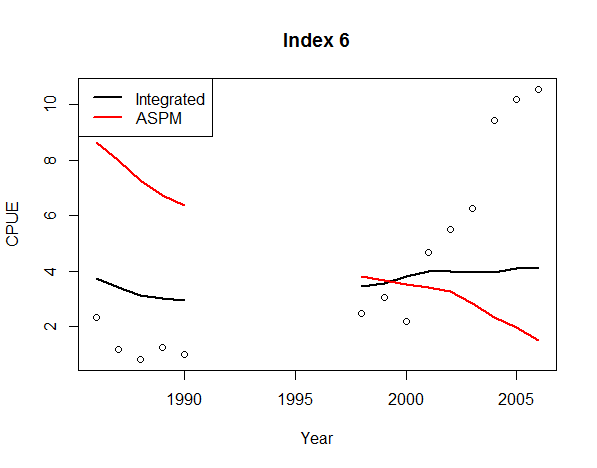 Index 6
Integrated
ASPM
CPUE
10
8
6
4
2
1990 1995 2000 2005
Year